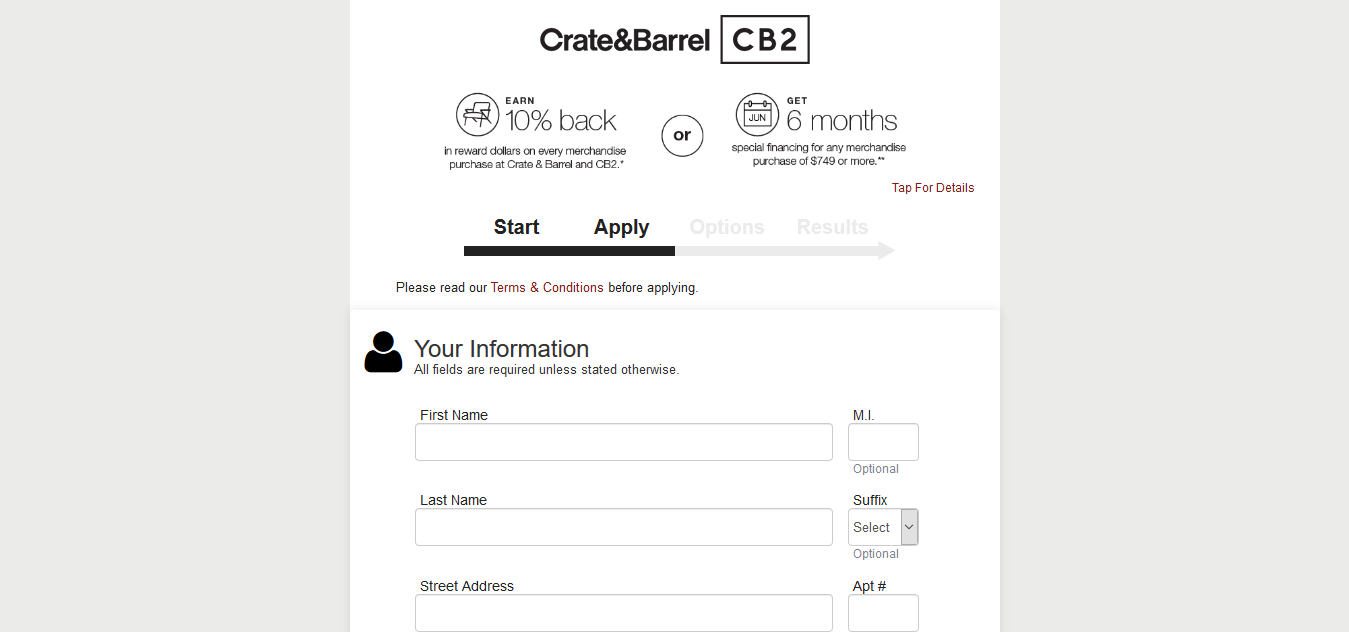 Crate&Barrel CB2
EARN
10% back
in reward dollars on every merchandise
purchase at Crate & Barrel and CB2.*
or
JUN
GET
6 months
special financing for any merchandise
purchase of $749 or more.**
Tap For Details
Start Apply Options Results
Please read our Terms & Conditions before applying.
Your Information
All fields are required unless stated otherwise.
First Name M.I.
Optional
Last Name Suffix
Select
Optional
Street Address Apt #